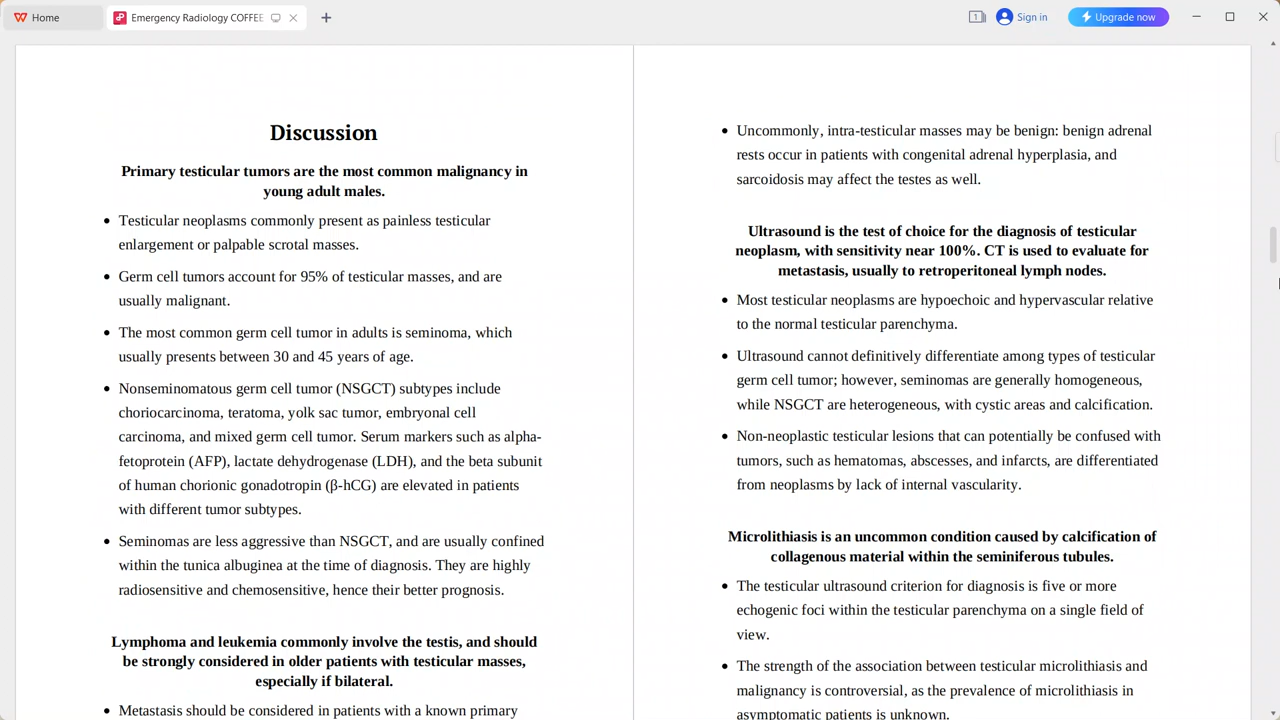 Home
Emergency Radiology COFFEE
1
Sign in
Upgrade now
Discussion
Primary testicular tumors are the most common malignancy in
young adult males.
• Testicular neoplasms commonly present as painless testicular
enlargement or palpable scrotal masses.
• Germ cell tumors account for 95% of testicular masses, and are
usually malignant.
• The most common germ cell tumor in adults is seminoma, which
usually presents between 30 and 45 years of age.
• Nonseminomatous germ cell tumor (NSGCT) subtypes include
choriocarcinoma, teratoma, yolk sac tumor, embryonal cell
carcinoma, and mixed germ cell tumor. Serum markers such as alpha-
fetoprotein (AFP), lactate dehydrogenase (LDH), and the beta subunit
of human chorionic gonadotropin (β-hCG) are elevated in patients
with different tumor subtypes.
• Seminomas are less aggressive than NSGCT, and are usually confined
within the tunica albuginea at the time of diagnosis. They are highly
radiosensitive and chemosensitive, hence their better prognosis.
Lymphoma and leukemia commonly involve the testis, and should
be strongly considered in older patients with testicular masses,
especially if bilateral.
• Metastasis should be considered in patients with a known primary
• Uncommonly, intra-testicular masses may be benign: benign adrenal
rests occur in patients with congenital adrenal hyperplasia, and
sarcoidosis may affect the testes as well.
Ultrasound is the test of choice for the diagnosis of testicular
neoplasm, with sensitivity near 100%. CT is used to evaluate for
metastasis, usually to retroperitoneal lymph nodes.
• Most testicular neoplasms are hypoechoic and hypervascular relative
to the normal testicular parenchyma.
• Ultrasound cannot definitively differentiate among types of testicular
germ cell tumor; however, seminomas are generally homogeneous,
while NSGCT are heterogeneous, with cystic areas and calcification.
• Non-neoplastic testicular lesions that can potentially be confused with
tumors, such as hematomas, abscesses, and infarcts, are differentiated
from neoplasms by lack of internal vascularity.
Microlithiasis is an uncommon condition caused by calcification of
collagenous material within the seminiferous tubules.
• The testicular ultrasound criterion for diagnosis is five or more
echogenic foci within the testicular parenchyma on a single field of
view.
• The strength of the association between testicular microlithiasis and
malignancy is controversial, as the prevalence of microlithiasis in
asymptomatic patients is unknown.